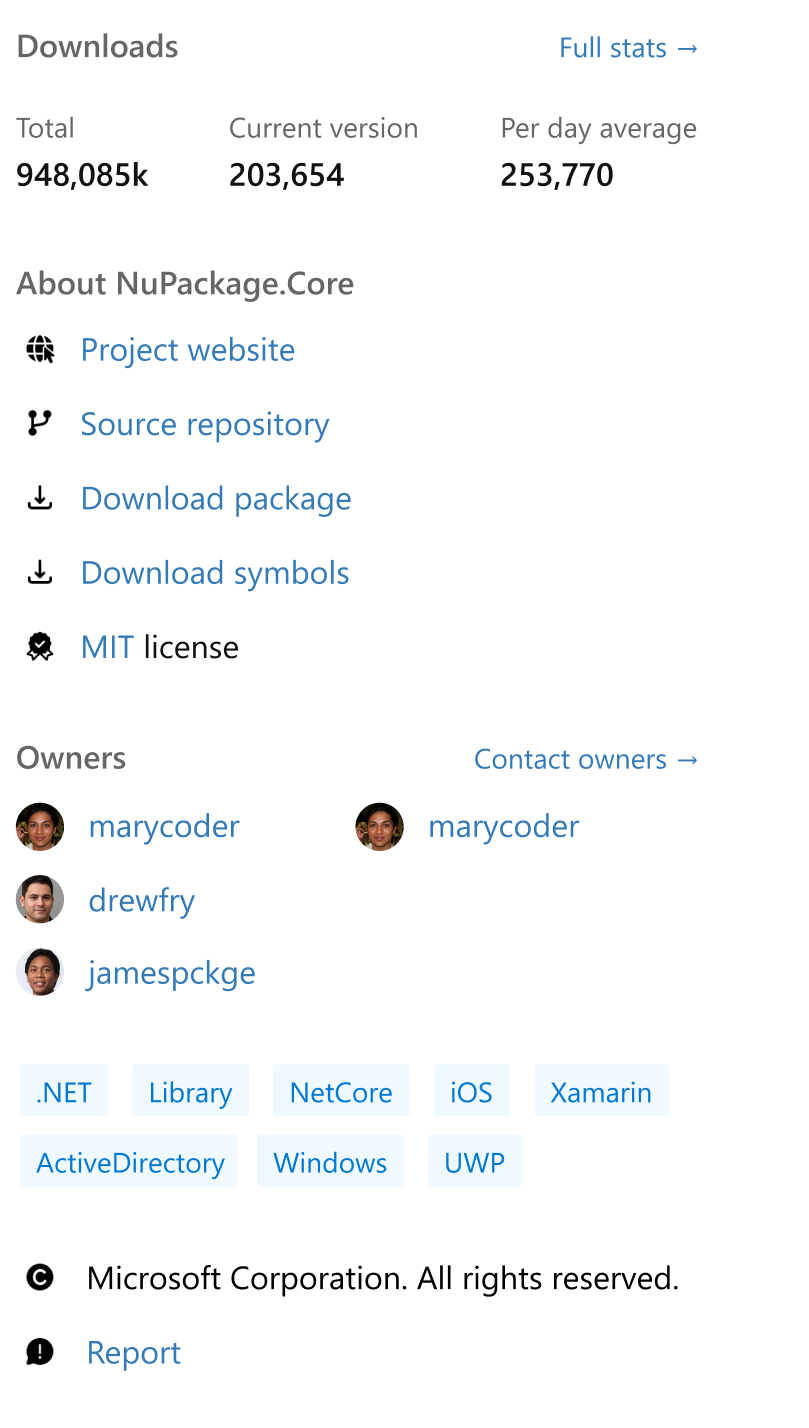 Downloads Full stats →
Total Current version Per day average
948,085k 203,654 253,770
About NuPackage.Core
Project website
Source repository
Download package
Download symbols
MIT license
Owners Contact owners →
marycoder marycoder
drewfry
jamespckge
.NET Library NetCore iOS Xamarin
ActiveDirectory Windows UWP
Microsoft Corporation. All rights reserved.
Report